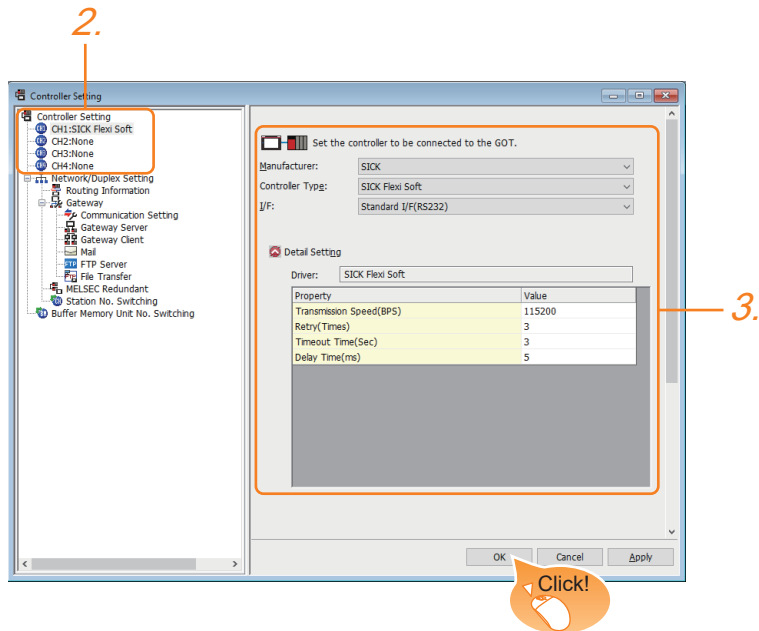 2.
Controller Setting
Controller Setting
CH1:SICK Flexi Soft
CH2:None
CH3:None
CH4:None
Network/Duplex Setting
Routing Information
Gateway
Communication Setting
Gateway Server
Gateway Client
Mail
FTP FTP Server
File Transfer
MELSEC Redundant
Station No. Switching
Buffer Memory Unit No. Switching
Set the controller to be connected to the GOT.
Manufacturer: SICK
Controller Type: SICK Flexi Soft
I/F: Standard I/F(RS232)
Detail Setting
Driver: SICK Flexi Soft
Property Value
Transmission Speed(BPS) 115200
Retry(Times) 3
Timeout Time(Sec) 3
Delay Time(ms) 5
3.
OK Cancel Apply
Click!